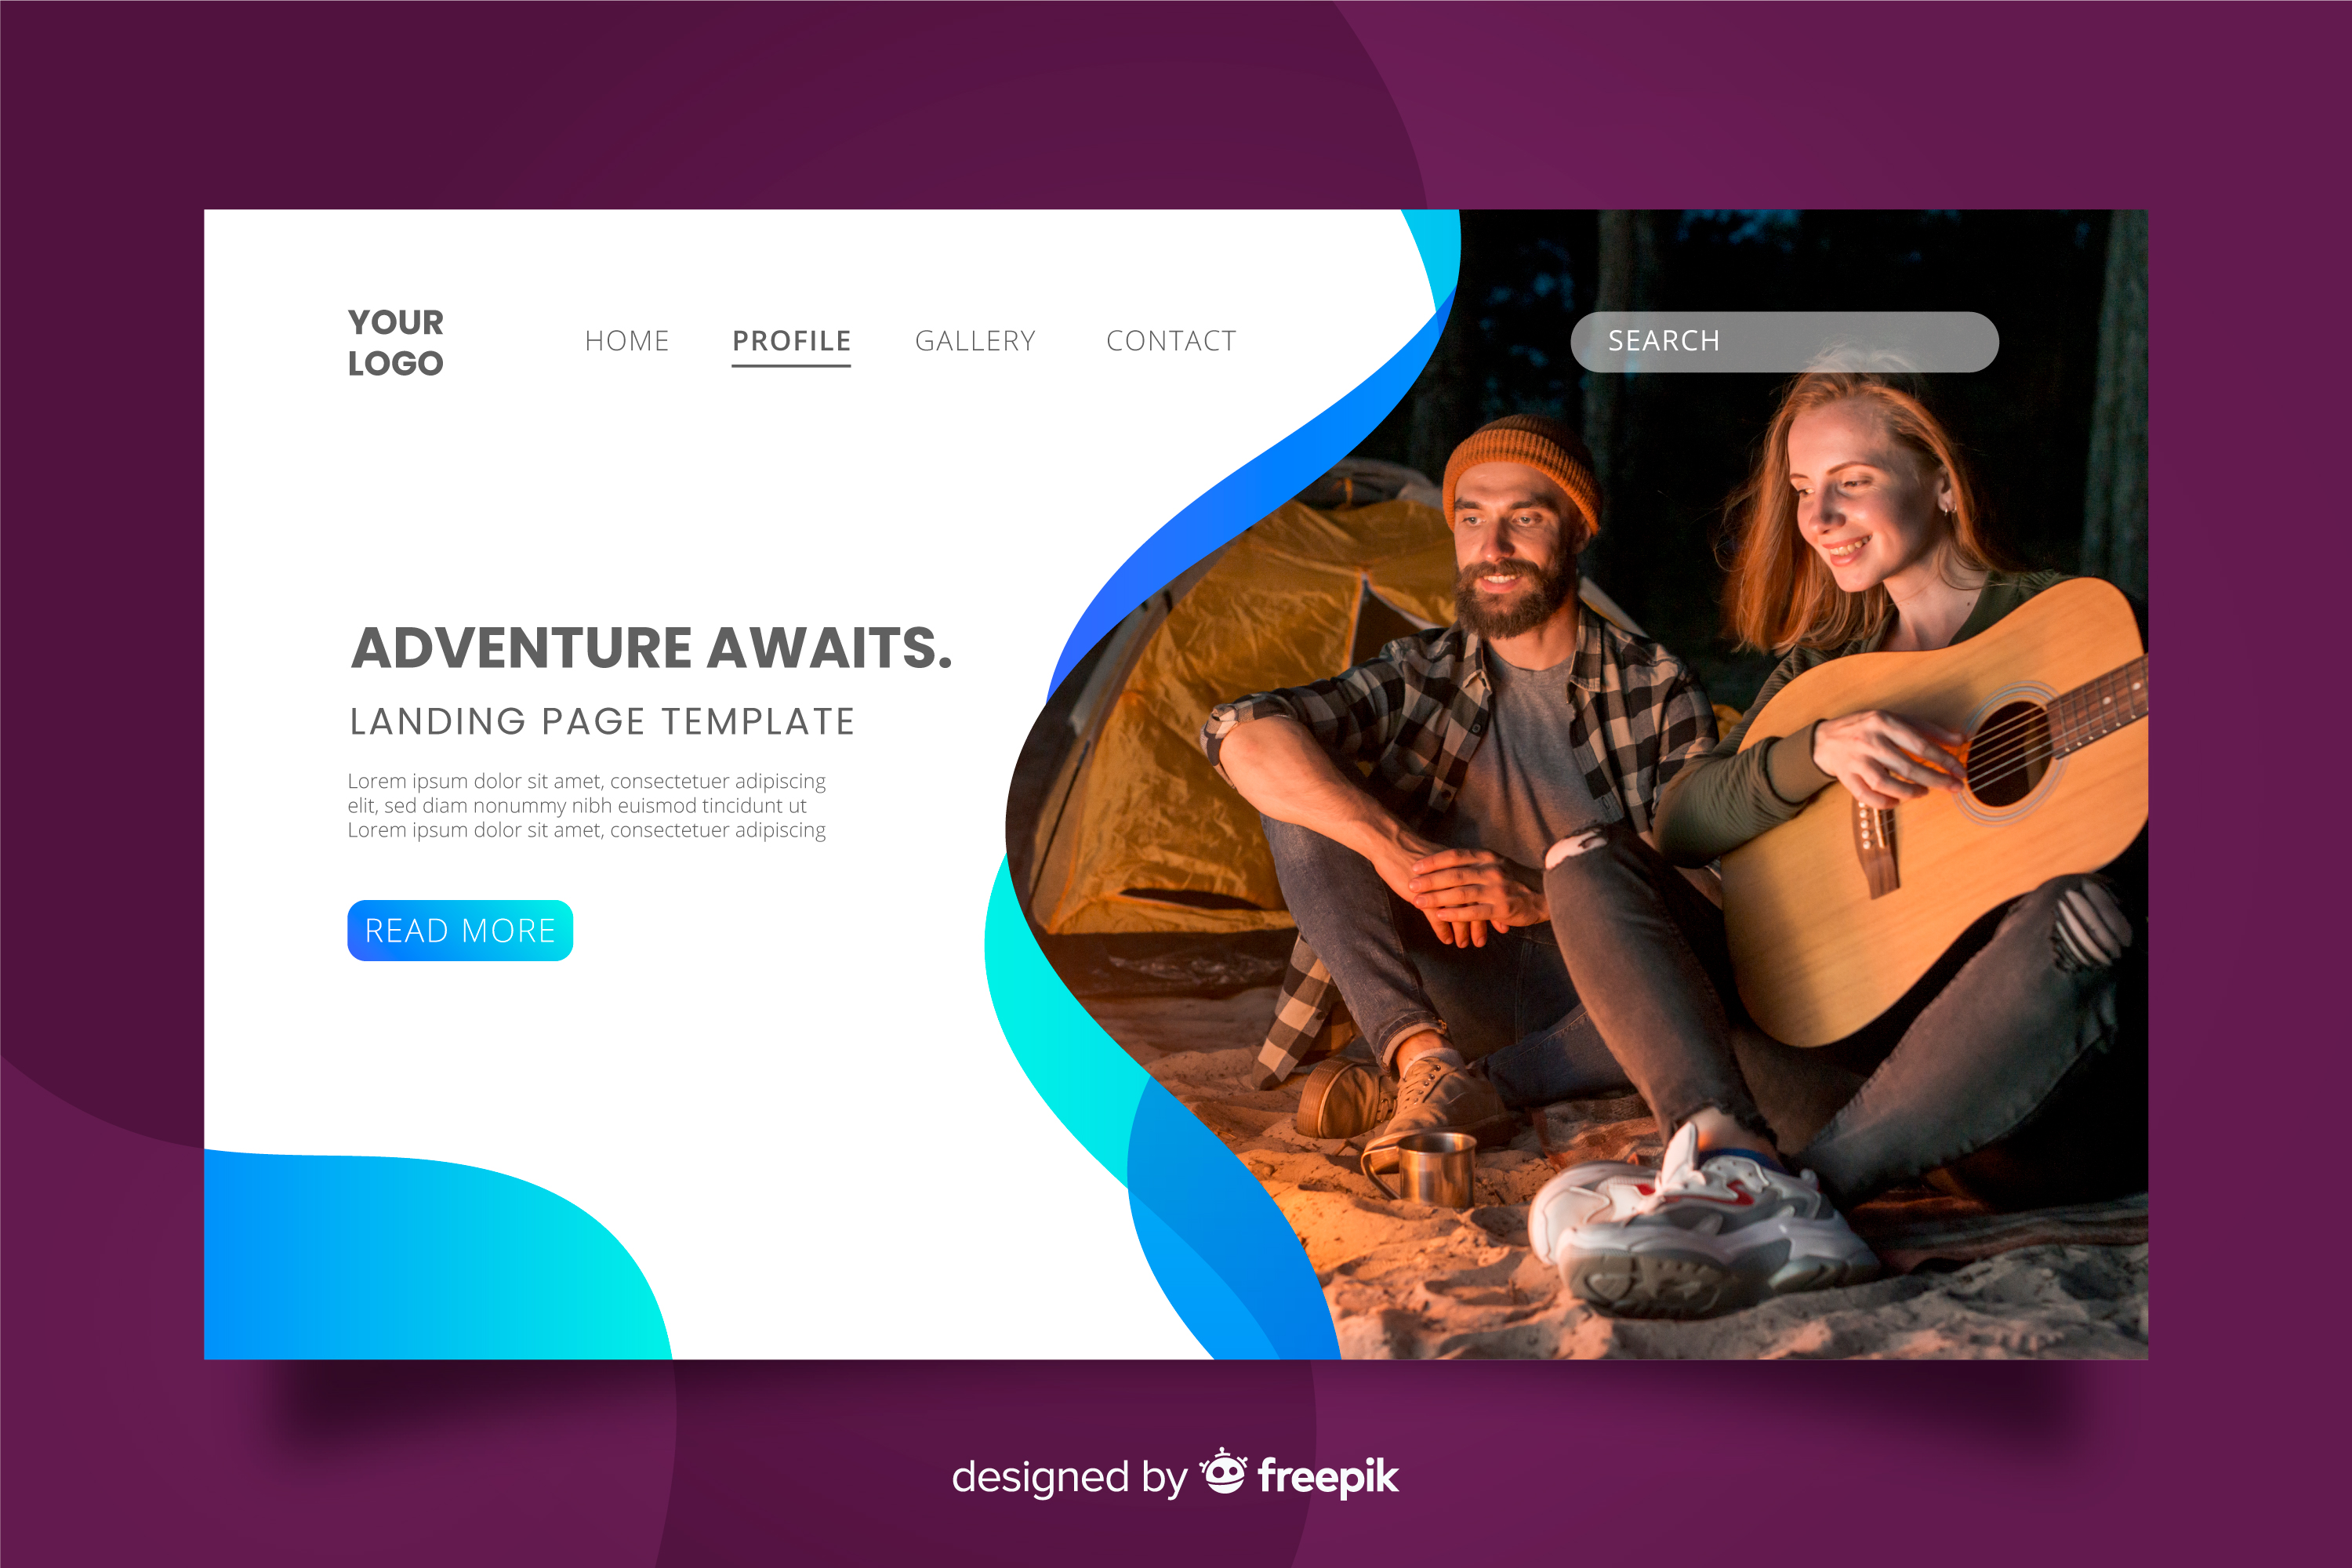 YOUR
LOGO
HOME PROFILE GALLERY CONTACT
SEARCH
ADVENTURE AWAITS.
LANDING PAGE TEMPLATE
Lorem ipsum dolor sit amet, consectetuer adipiscing
elit, sed diam nonummy nibh euismod tincidunt ut
Lorem ipsum dolor sit amet, consectetuer adipiscing
READ MORE
designed by freepik